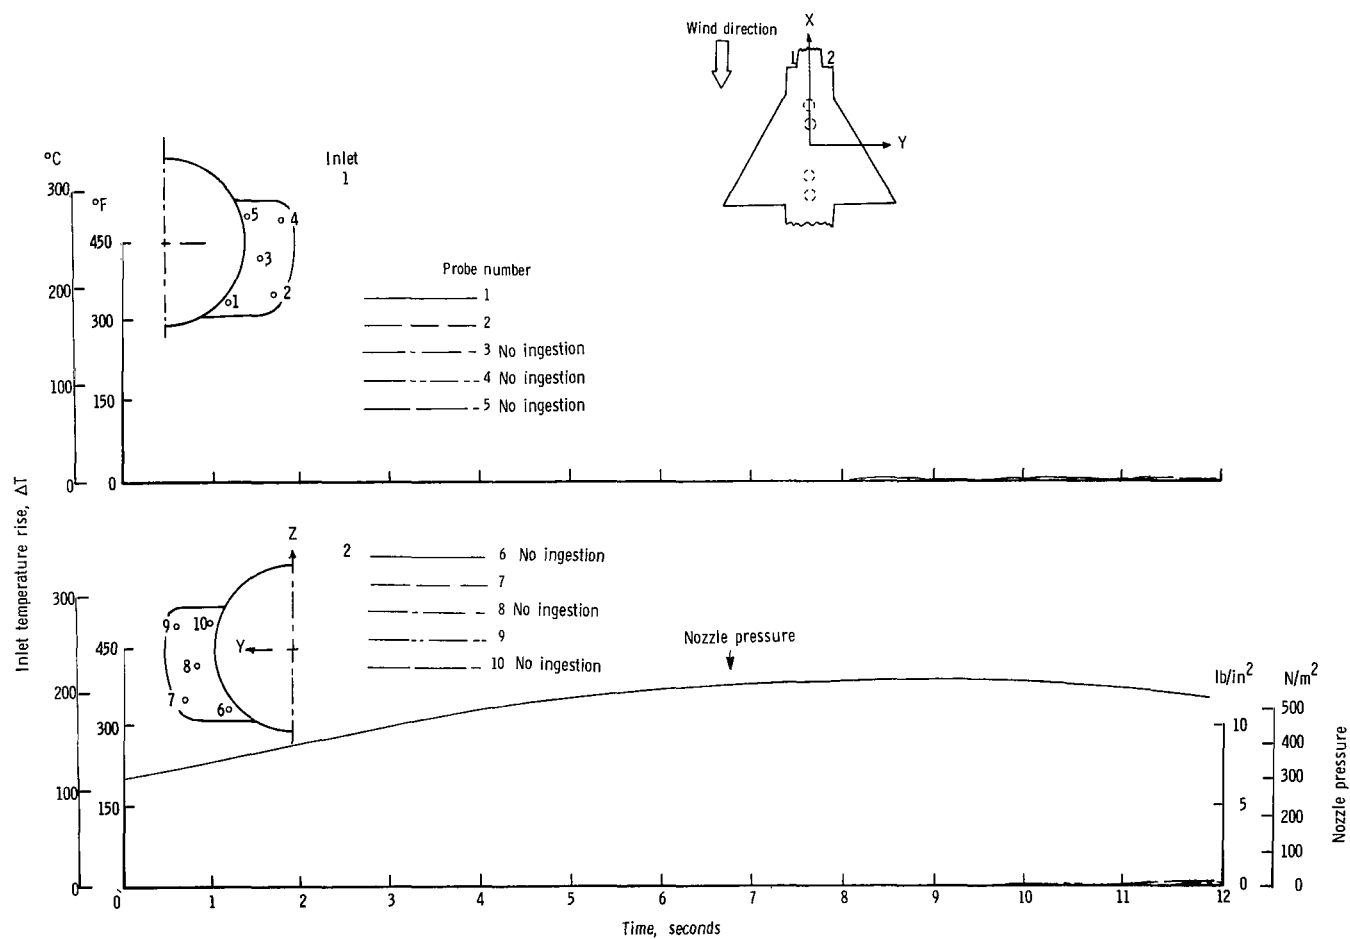 X
Wind direction
1 2
Y
°C
Inlet
1
300
°F
5 4
450
3
Probe number
200
1 2
1
300
2
3 No ingestion
4 No ingestion
100
150
5 No ingestion
0 0
Z
2
6 No ingestion
7
300
8 No ingestion
9 10
Nozzle pressure
450
Y
9
8
10 No ingestion
lb/in2 N/m2
200
7
6
500
300
10
400
300
100
150
5
200
100
0
0 0
0 1 2 3 4 5 6 7 8 9 10 11 12
Time, seconds
Inlet temperature rise, ΔT
Nozzle pressure